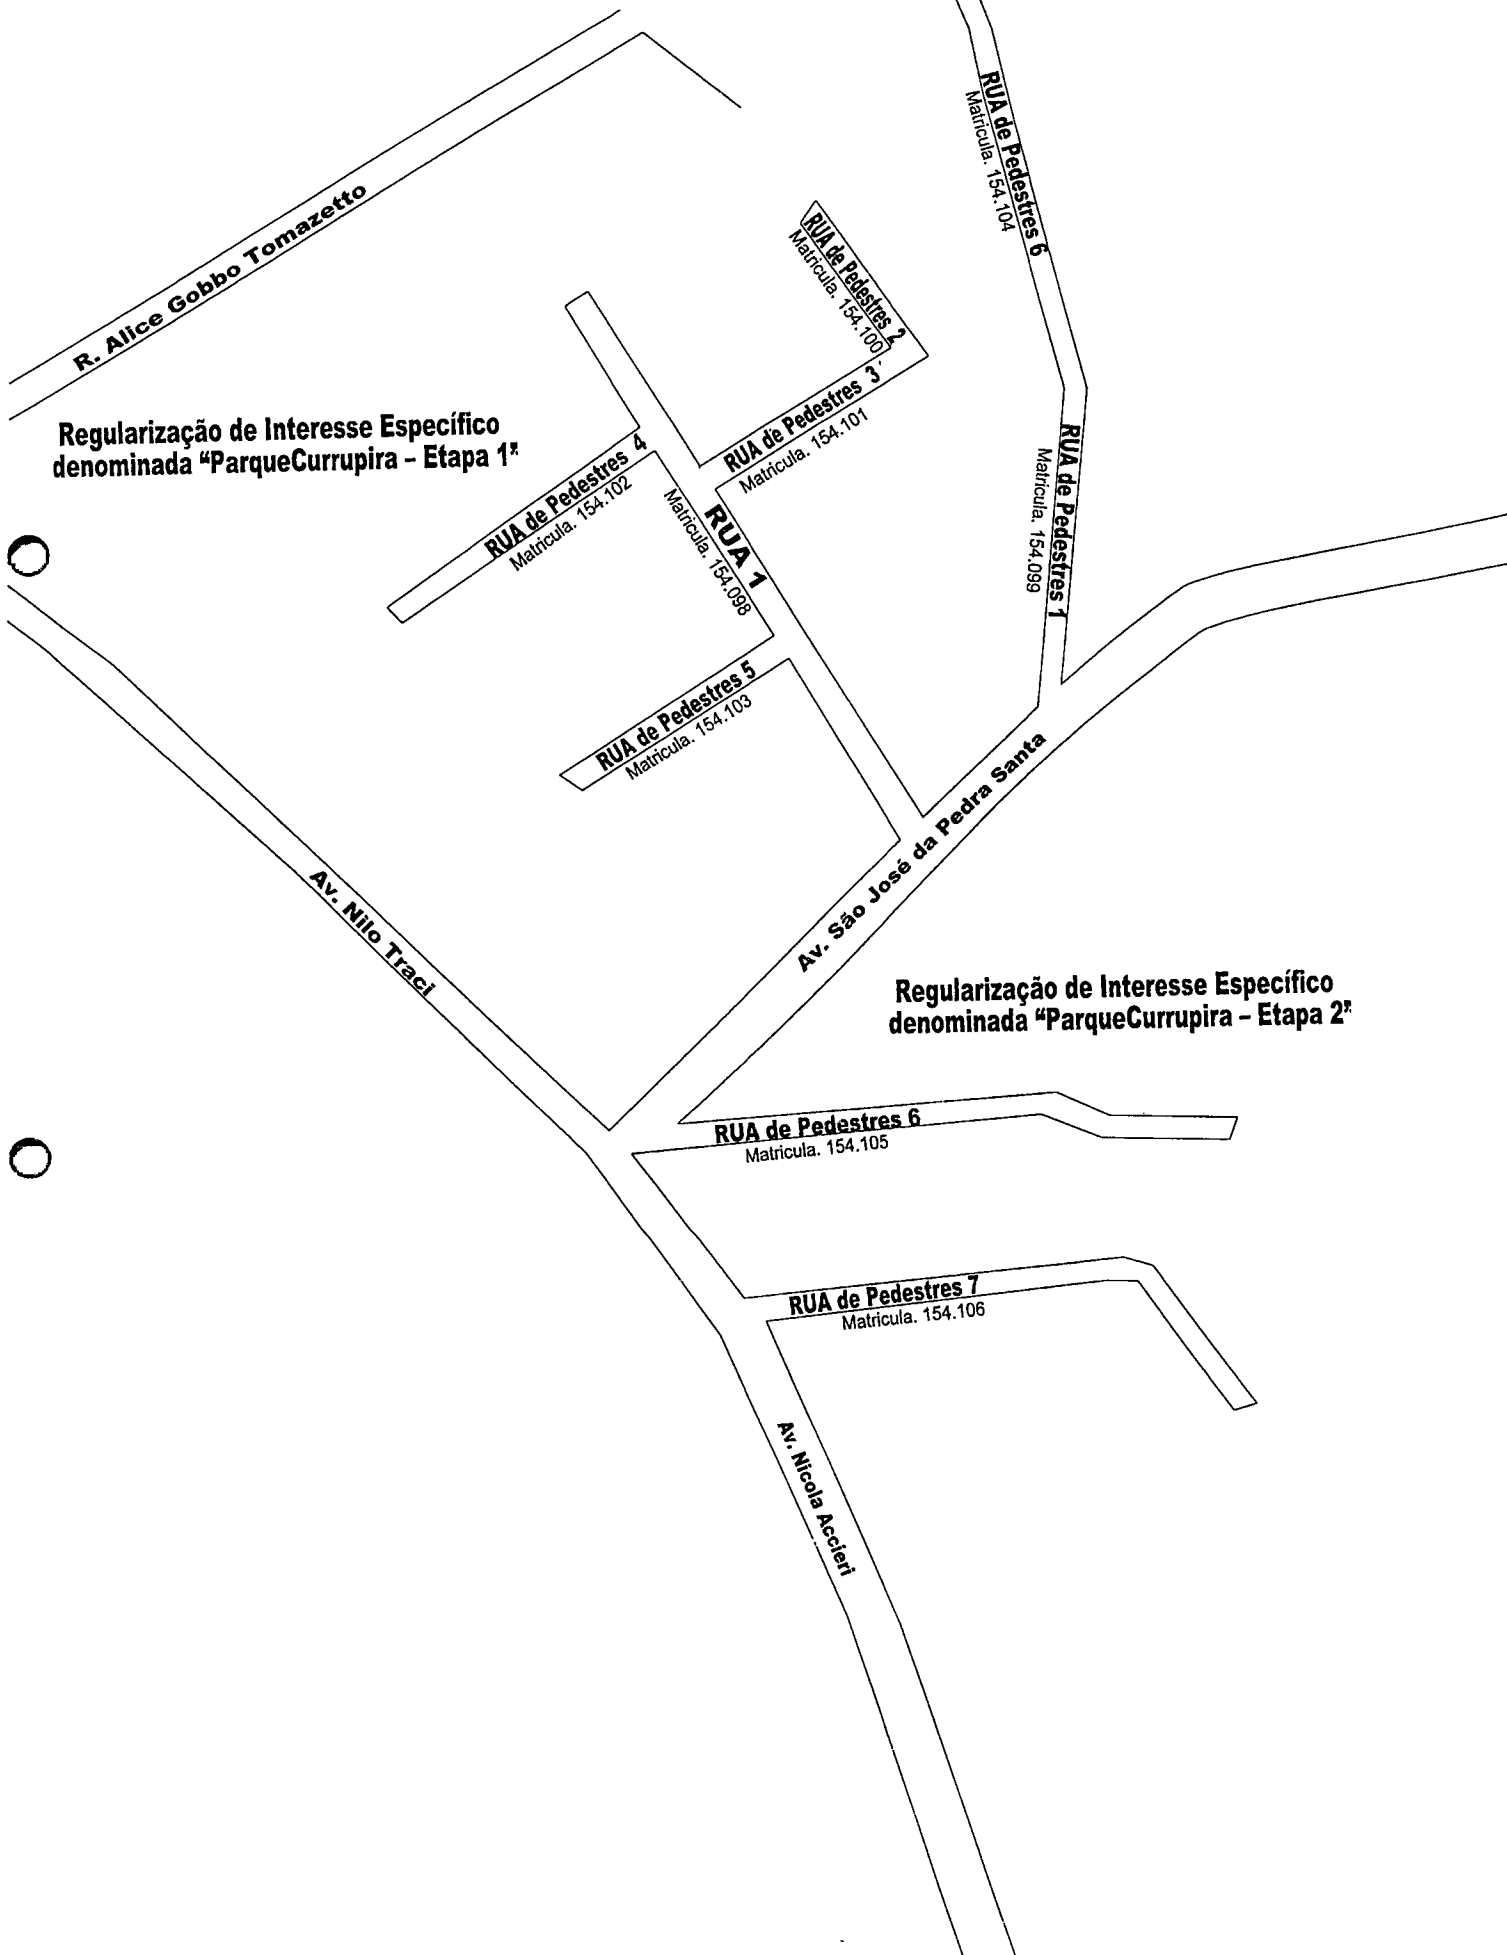 RUA de Pedestres 6
Matricula. 154.104
R. Alice Gobbo Tomazetto
RUA de Pedestres 2
Matricula. 154.100
RUA de Pedestres 3
Matricula. 154.101
Regularização de Interesse Específico
denominada “ParqueCurrupira – Etapa 1”
RUA de Pedestres 4
Matricula. 154.102
RUA 1
Matricula. 154.098
RUA de Pedestres 1
Matricula. 154.099
RUA de Pedestres 5
Matricula. 154.103
Av. São José da Pedra Santa
Av. Nilo Traci
Regularização de Interesse Específico
denominada “ParqueCurrupira – Etapa 2”
RUA de Pedestres 6
Matricula. 154.105
RUA de Pedestres 7
Matricula. 154.106
Av. Nicola Accieri